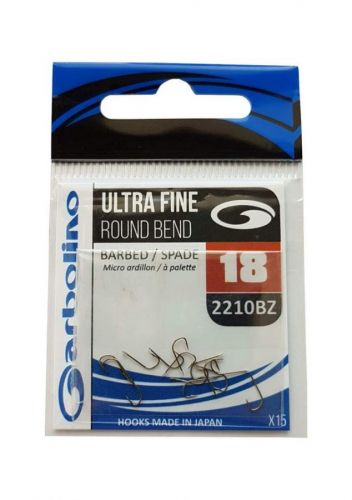 Garbolino
ULTRA FINE
ROUND BEND
BARBED / SPADE
Micro ardillon / à palette
18
2210BZ
HOOKS MADE IN JAPAN
X15